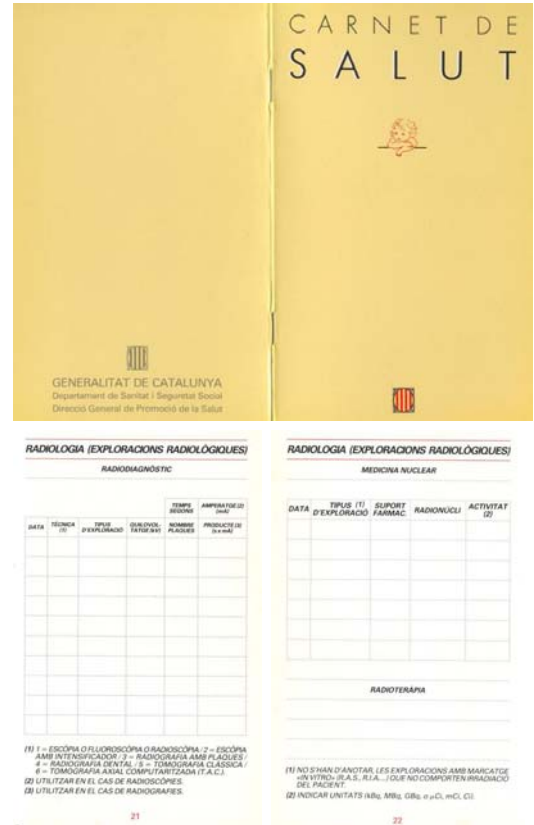 CARNET DE
SALUT
GENERALITAT DE CATALUNYA
Departament de Sanitat i Seguretat Social
Direcció General de Promoció de la Salut
RADIOLOGIA (EXPLORACIONS RADIOLÒGIQUES)
RADIODIAGNÒSTIC
TEMPS
SEGONS
AMPERATGE (2)
(mA)
DATA
TÈCNICA
(1)
TIPUS
D'EXPLORACIÓ
QUILOVOL-
TATGE (kV)
NOMBRE
PLAQUES
PRODUCTE (3)
(s x mA)
(1) 1 = ESCÒPIA O FLUOROSCÒPIA O RADIOSCÒPIA / 2 = ESCÒPIA
AMB INTENSIFICADOR / 3 = RADIOGRAFIA AMB PLAQUES /
4 = RADIOGRAFIA DENTAL / 5 = TOMOGRAFIA CLÀSSICA /
6 = TOMOGRAFIA AXIAL COMPUTARITZADA (T.A.C.).
(2) UTILITZAR EN EL CAS DE RADIOSCÒPIES.
(3) UTILITZAR EN EL CAS DE RADIOGRAFIES.
21
RADIOLOGIA (EXPLORACIONS RADIOLÒGIQUES)
MEDICINA NUCLEAR
DATA
TIPUS (1)
D'EXPLORACIÓ
SUPORT
FARMAC.
RADIONÚCLI
ACTIVITAT
(2)
RADIOTERÀPIA
(1) NO S'HAN D'ANOTAR, LES EXPLORACIONS AMB MARCATGE
«IN VITRO» (R.A.S., R.I.A....) QUE NO COMPORTEN IRRADIACIÓ
DEL PACIENT.
(2) INDICAR UNITATS (kBq, MBq, GBq, o µCi, mCi, Ci).
22